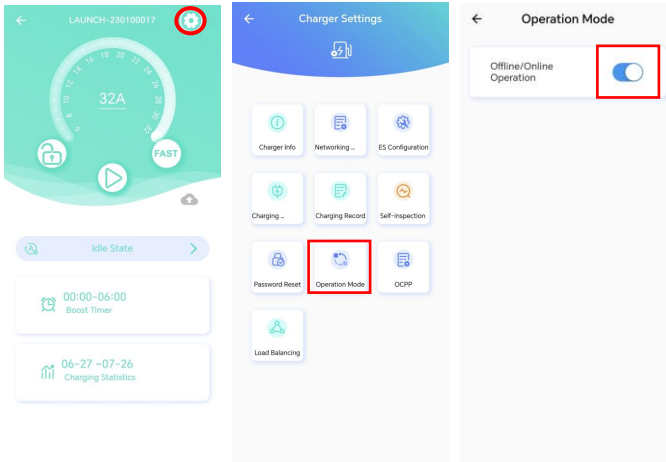 LAUNCH-230100017
6 8 10 12 14 16 18 20 22 24 26 28 30 32
32A
FAST
Idle State
00:00-06:00
Boost Timer
06-27 ~07-26
Charging Statistics
Charger Settings
Charger Info
Networking ...
ES Configuration
Charging ...
Charging Record
Self-inspection
Password Reset
Operation Mode
OCPP
Load Balancing
Operation Mode
Offline/Online
Operation